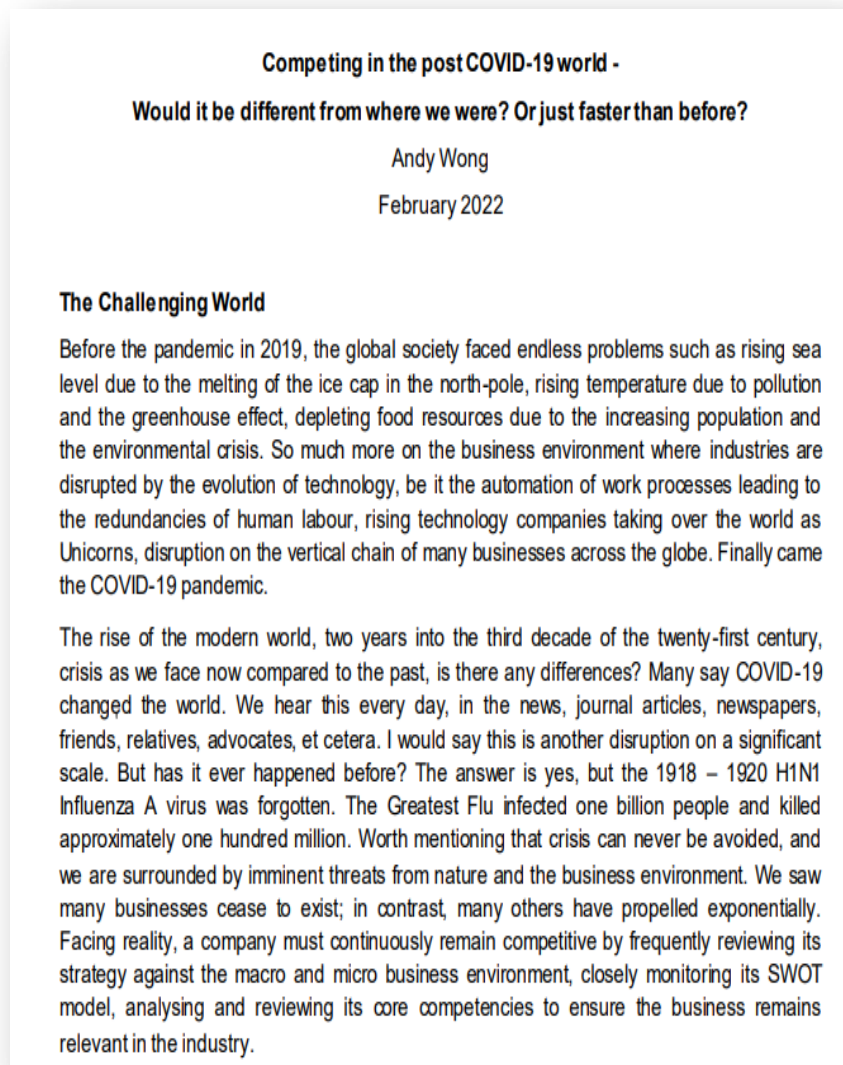 Competing in the post COVID-19 world -
Would it be different from where we were? Or just faster than before?
Andy Wong
February 2022
The Challenging World
Before the pandemic in 2019, the global society faced endless problems such as rising sea
level due to the melting of the ice cap in the north-pole, rising temperature due to pollution
and the greenhouse effect, depleting food resources due to the increasing population and
the environmental crisis. So much more on the business environment where industries are
disrupted by the evolution of technology, be it the automation of work processes leading to
the redundancies of human labour, rising technology companies taking over the world as
Unicorns, disruption on the vertical chain of many businesses across the globe. Finally came
the COVID-19 pandemic.
The rise of the modern world, two years into the third decade of the twenty-first century,
crisis as we face now compared to the past, is there any differences? Many say COVID-19
changed the world. We hear this every day, in the news, journal articles, newspapers,
friends, relatives, advocates, et cetera. I would say this is another disruption on a significant
scale. But has it ever happened before? The answer is yes, but the 1918 – 1920 H1N1
Influenza A virus was forgotten. The Greatest Flu infected one billion people and killed
approximately one hundred million. Worth mentioning that crisis can never be avoided, and
we are surrounded by imminent threats from nature and the business environment. We saw
many businesses cease to exist; in contrast, many others have propelled exponentially.
Facing reality, a company must continuously remain competitive by frequently reviewing its
strategy against the macro and micro business environment, closely monitoring its SWOT
model, analysing and reviewing its core competencies to ensure the business remains
relevant in the industry.